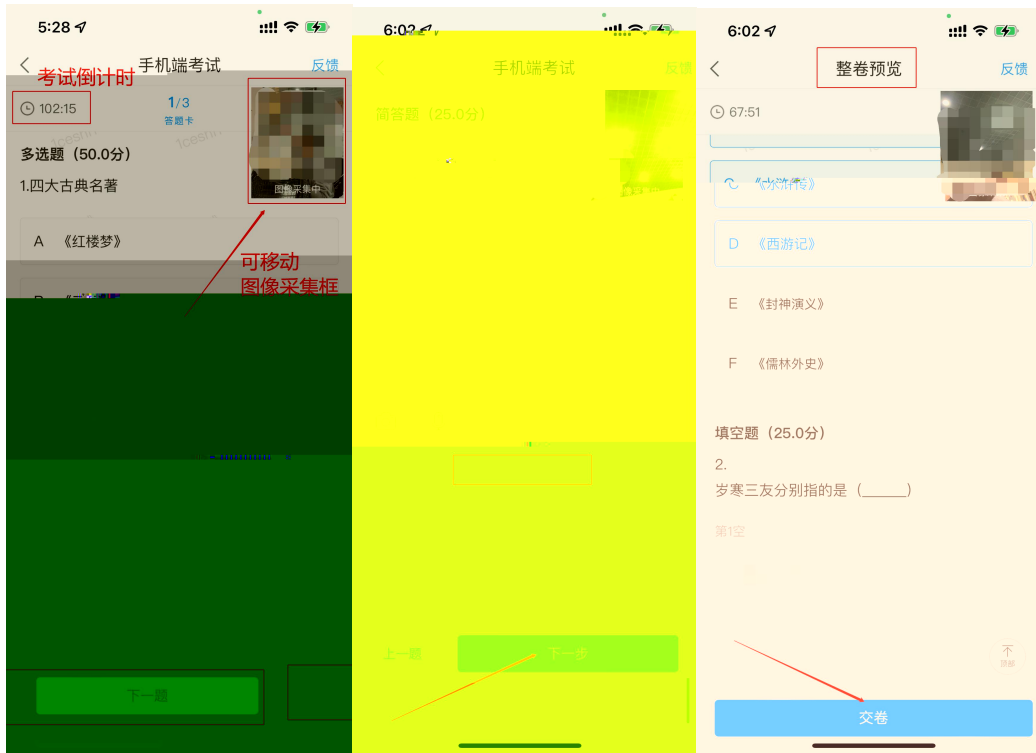 5:28
手机端考试
反馈
考试倒计时
102:15
1/3
答题卡
图像采集中
多选题（50.0分）
1.四大古典名著
1ceshi
1ceshi
A 《红楼梦》
可移动
图像采集框
下一题
6:02
手机端考试
反馈
简答题（25.0分）
上一题
下一步
6:02
整卷预览
反馈
67:51
《水浒传》
D 《西游记》
E 《封神演义》
F 《儒林外史》
填空题（25.0分）
2.
岁寒三友分别指的是（______）
第1空
顶部
交卷